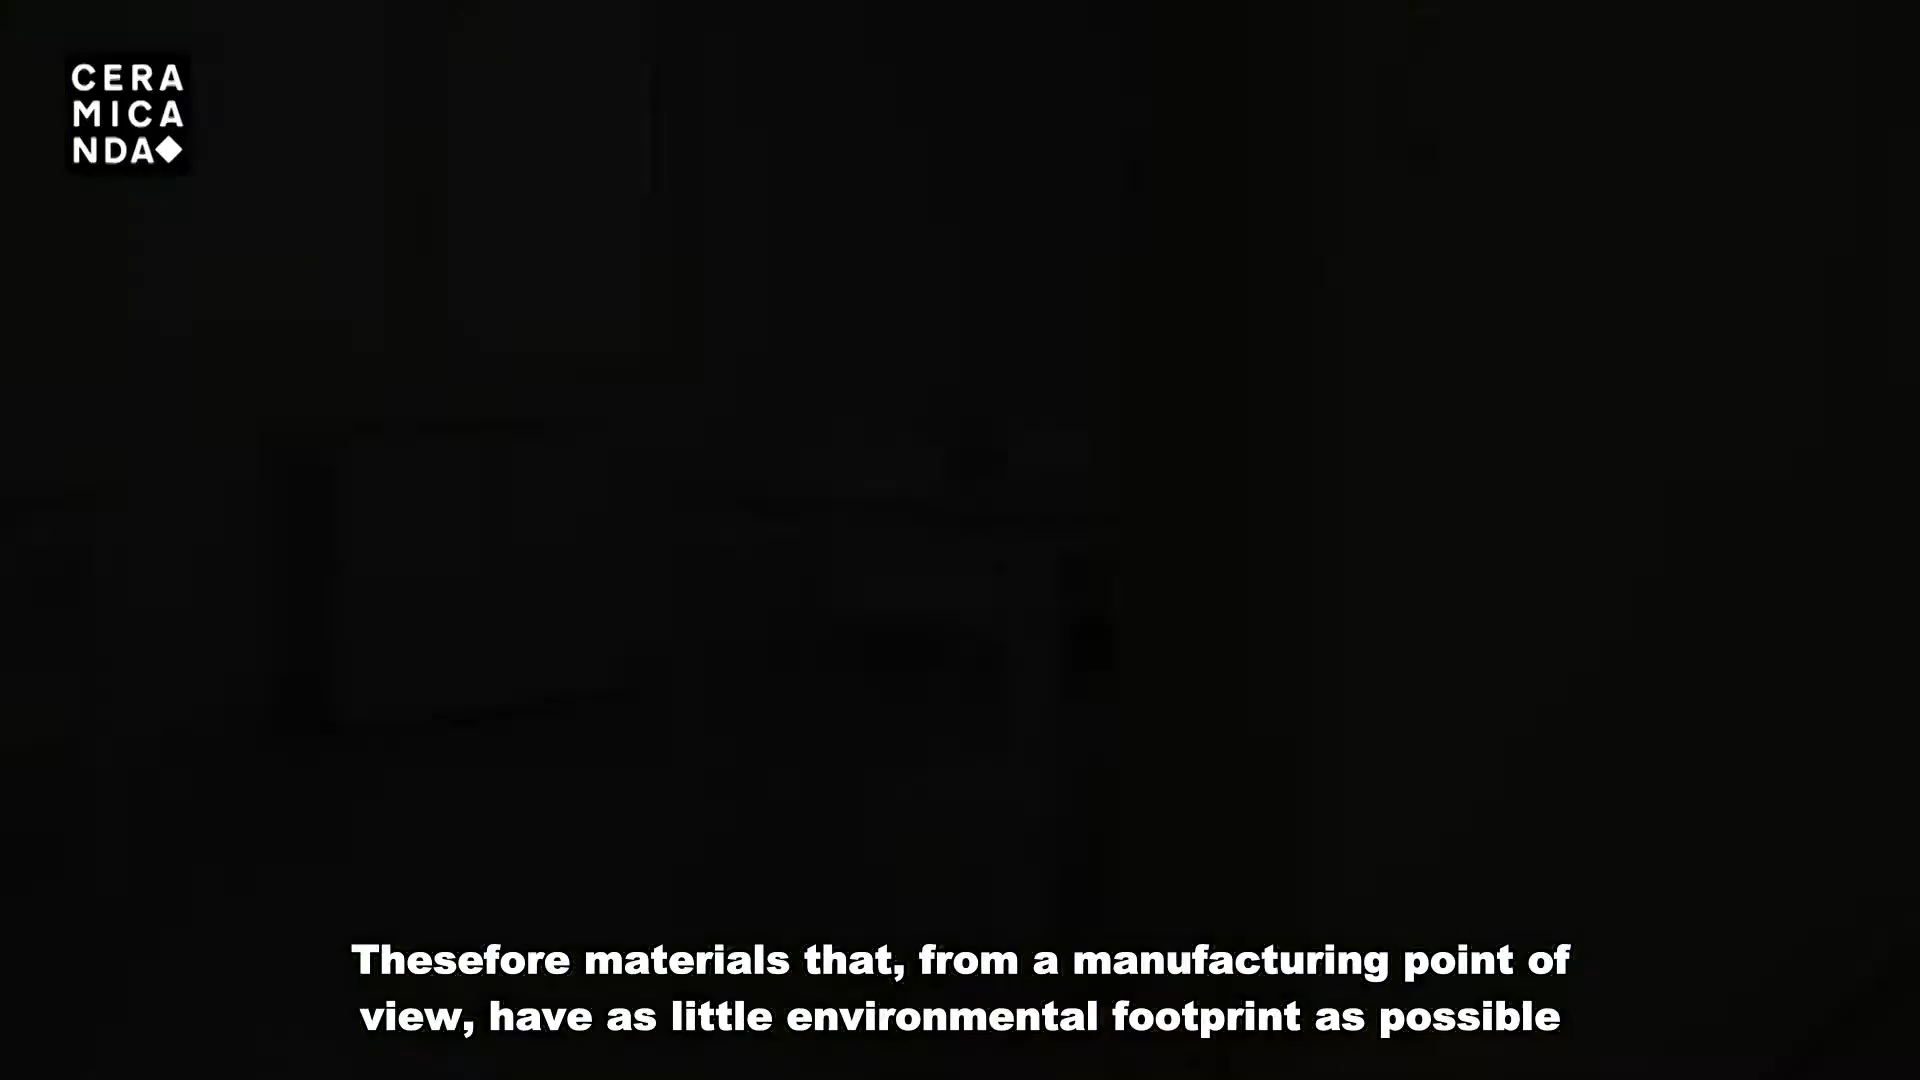 CERA
MICA
NDA
Thesefore materials that, from a manufacturing point of
view, have as little environmental footprint as possible